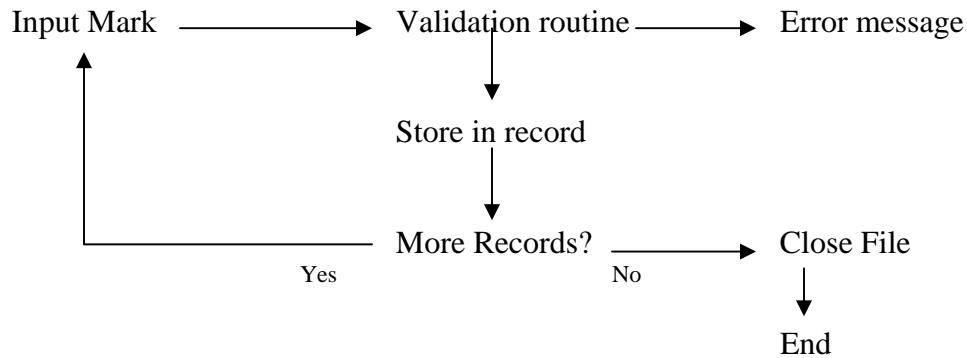 Input Mark
Validation routine
Error message
Store in record
More Records?
Close File
Yes
No
End